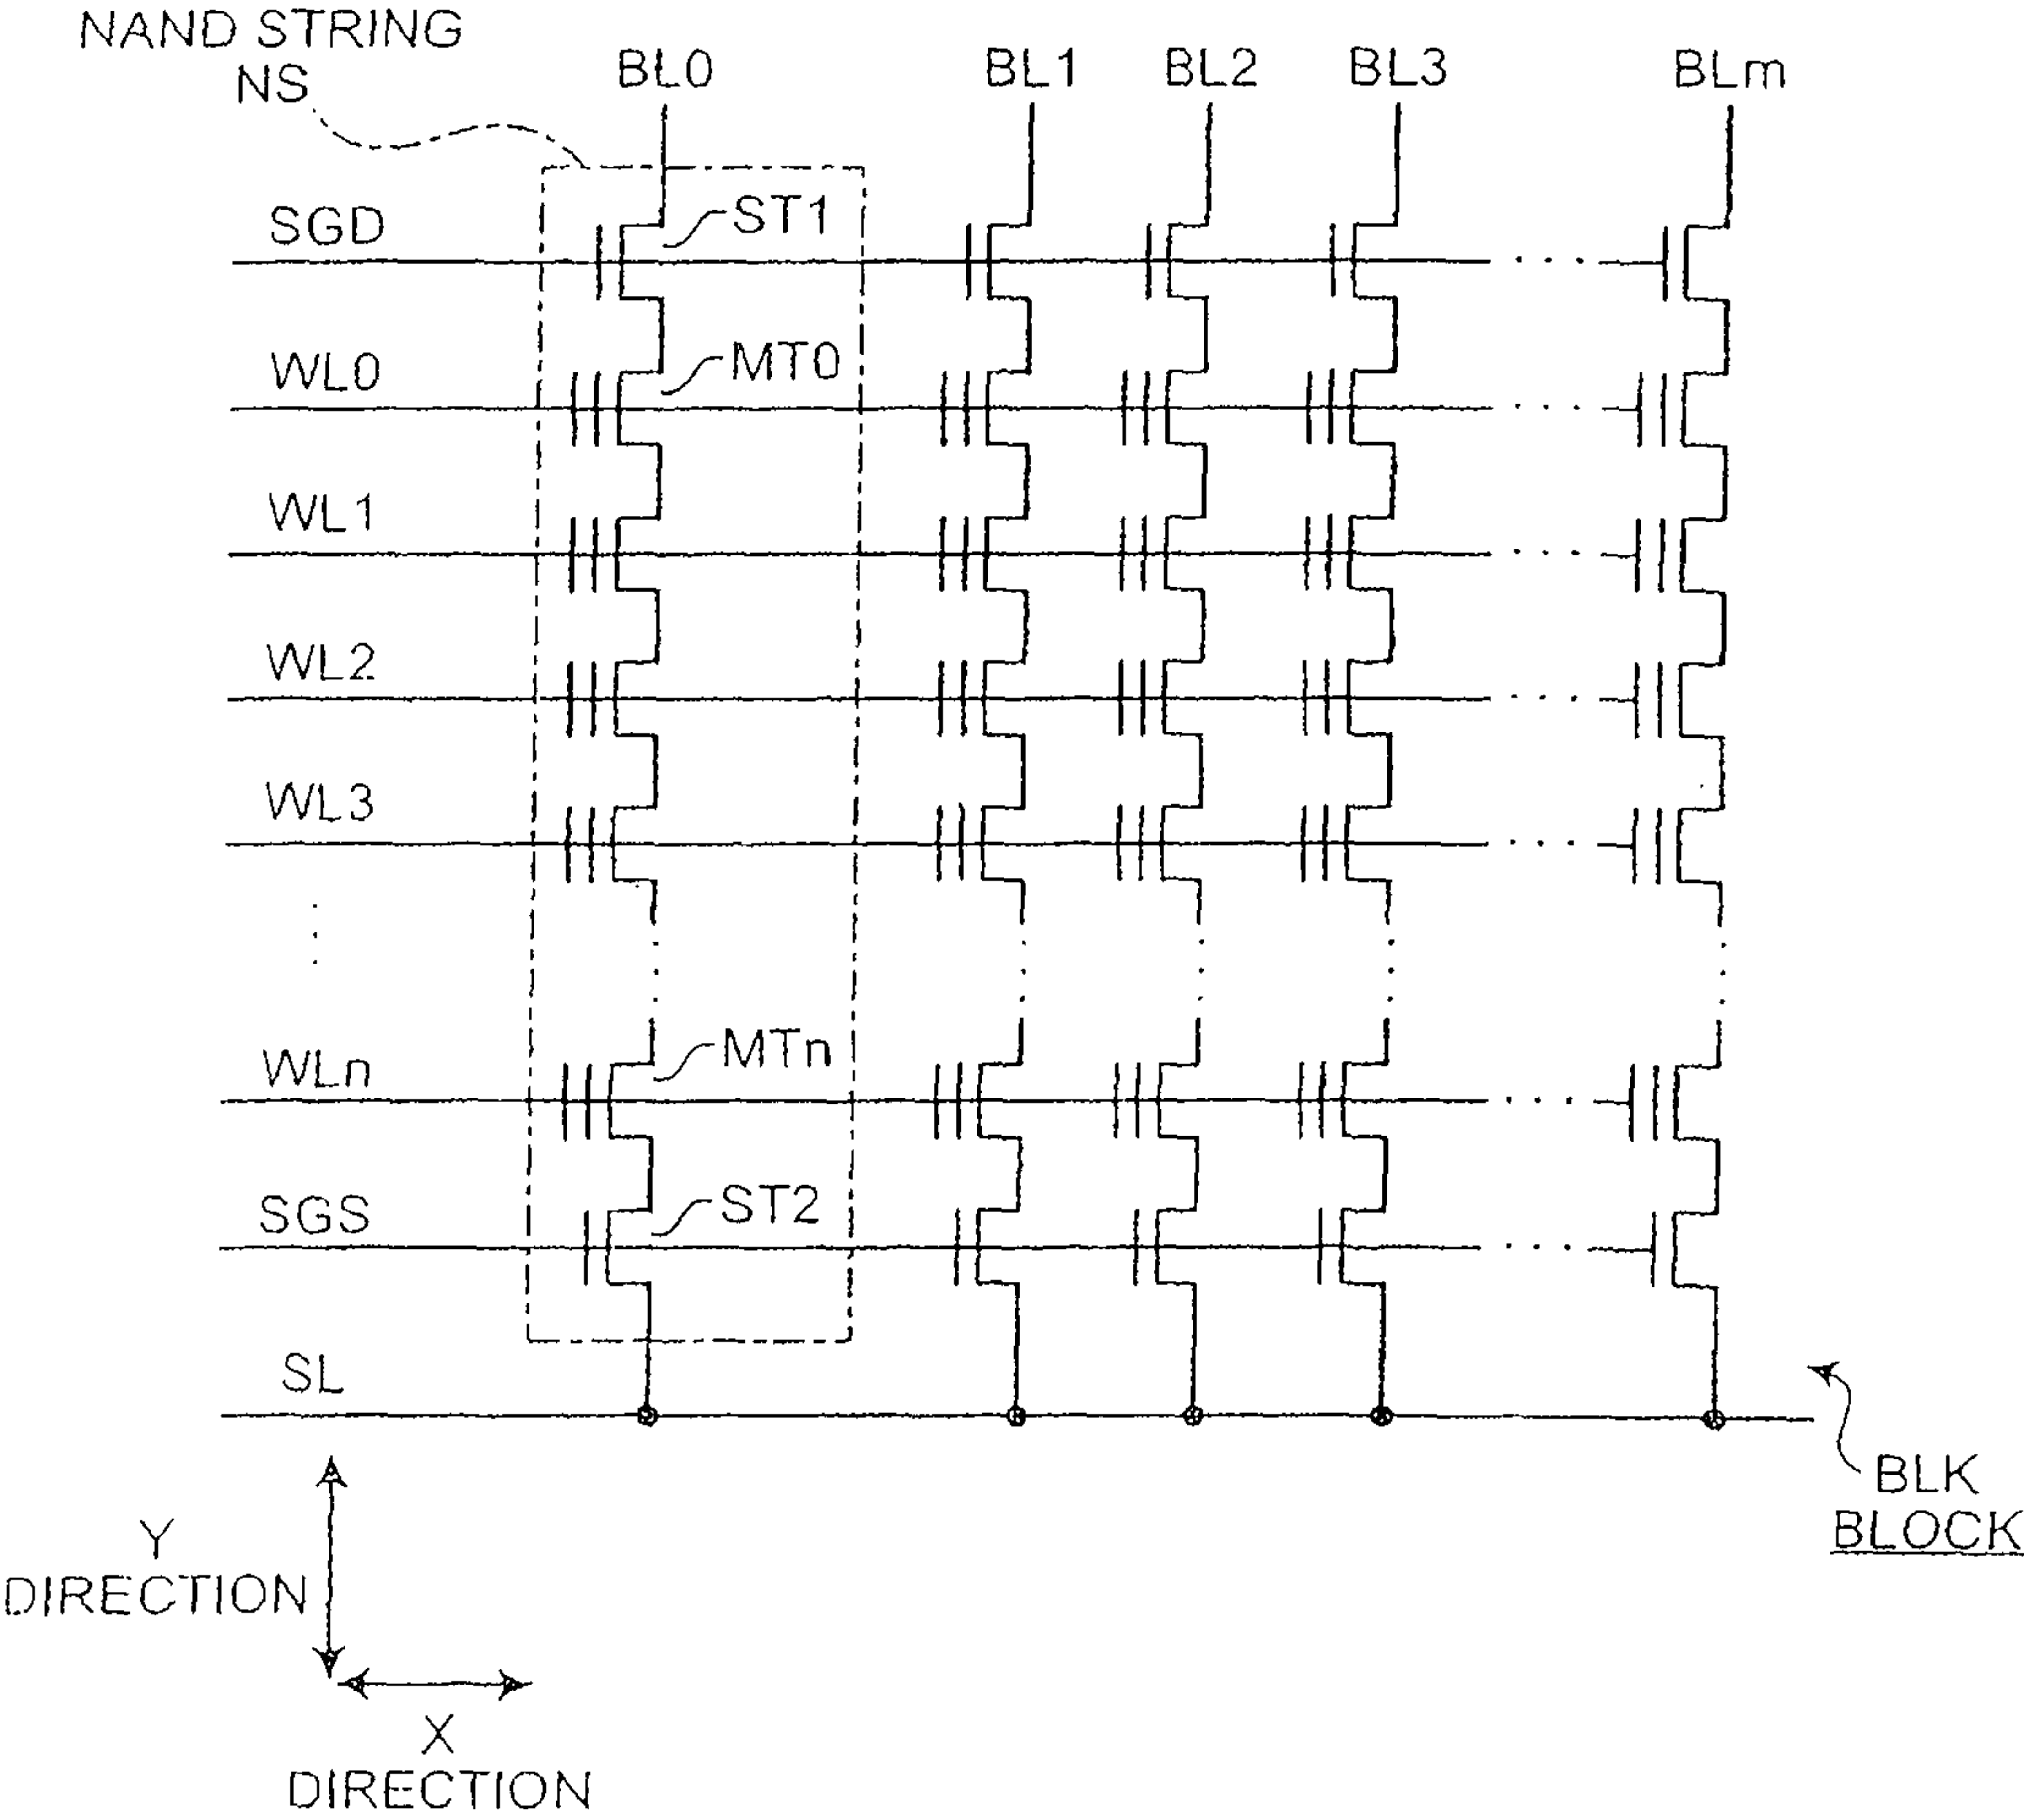 NAND STRING
NS
BL0
BL1
BL2
BL3
BLm
SGD
ST1
WL0
MT0
WL1
WL2
WL3
WLn
MTn
SGS
ST2
SL
BLK
BLOCK
Y
DIRECTION
X
DIRECTION